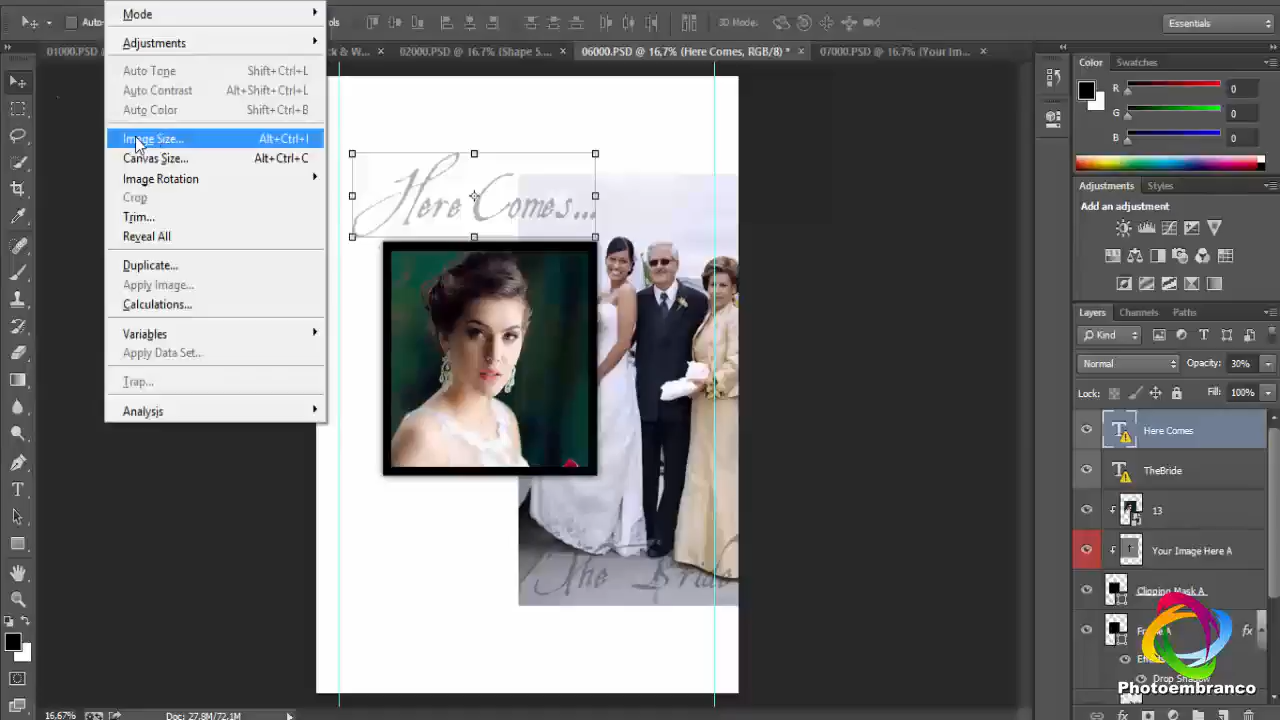 Mode
Auto
ols
3D Mode:
Essentials
01000.PSD
ck & W...
02000.PSD @ 16,7% (Shape S...
06000.PSD @ 16,7% (Here Comes, RGB/8) *
07000.PSD @ 16,7% (Your Im...
Adjustments
Auto Tone Shift+Ctrl+L
Auto Contrast Alt+Shift+Ctrl+L
Auto Color Shift+Ctrl+B
Image Size... Alt+Ctrl+I
Canvas Size... Alt+Ctrl+C
Image Rotation
Crop
Trim...
Reveal All
Duplicate...
Apply Image...
Calculations...
Variables
Apply Data Set...
Trap...
Analysis
Here Comes...
The Bride
Color Swatches
R 0
G 0
B 0
Adjustments Styles
Add an adjustment
Layers Channels Paths
Kind
Normal Opacity: 30%
Lock: Fill: 100%
Here Comes
TheBride
13
Your Image Here A
Clipping Mask A
fx
Drop Shadow
Photoembranco
16,67% Doc: 27,8M/72,1M